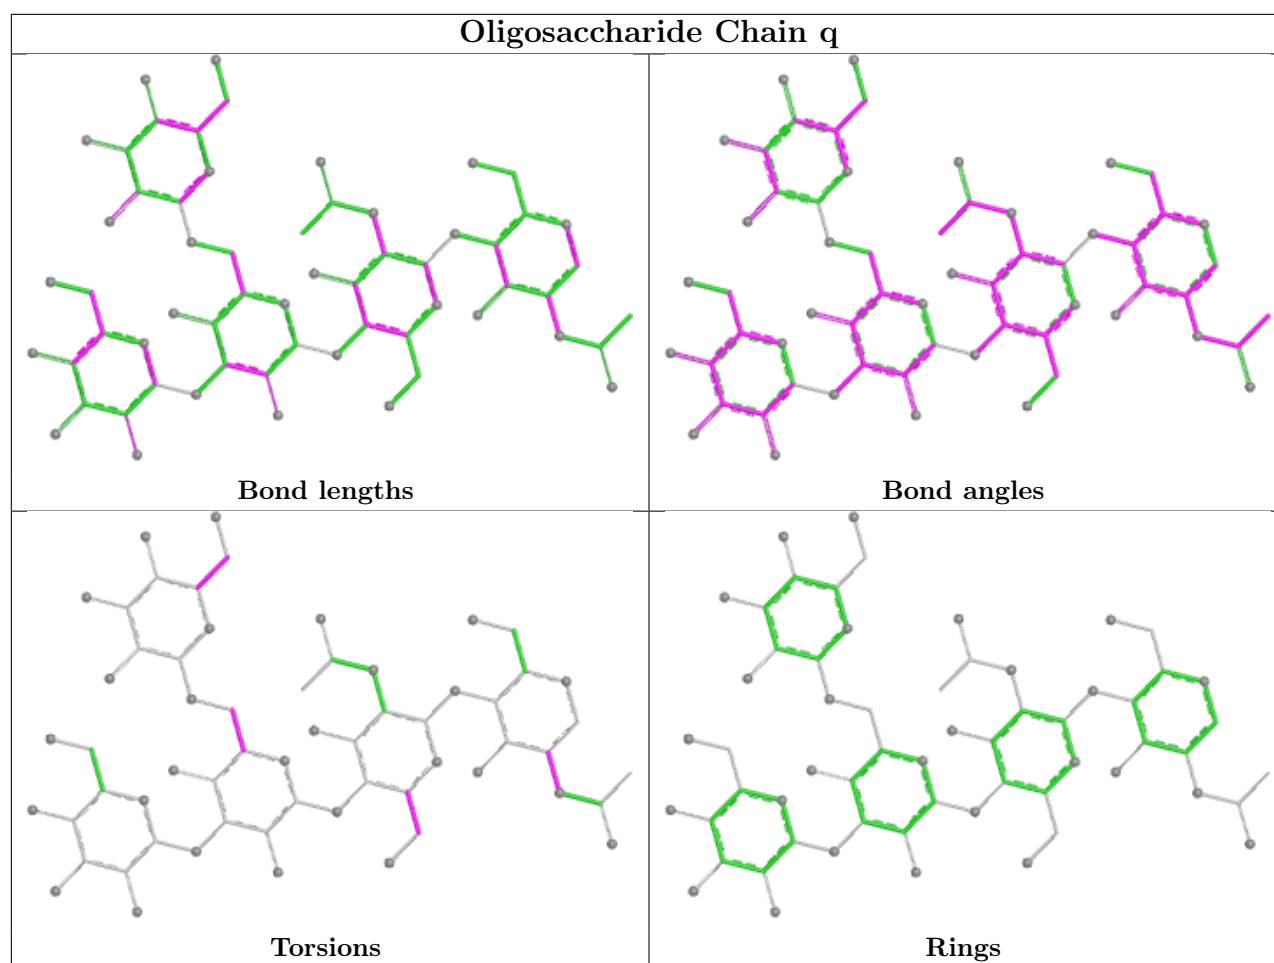 Oligosaccharide Chain q
Bond lengths
Bond angles
Torsions
Rings